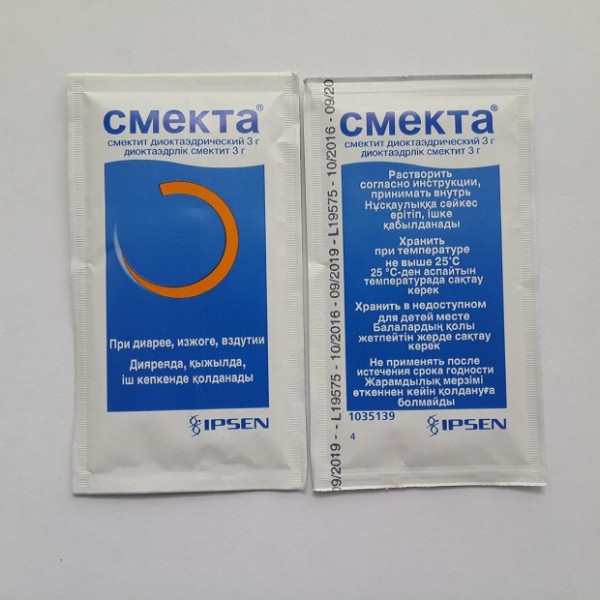 смекта®
смектит диоктаэдрический 3 г
диоктаэдрлік смектит 3 г
При диарее, изжоге, вздутии
Диареяда, қыжылда,
іш кепкенде қолданады
IPSEN
09/2019 - - L19575 - 10/2016 - 09/2019 - L19575 - 10/2016 - 09/20
смекта®
смектит диоктаэдрический 3 г
диоктаэдрлік смектит 3 г
Растворить
согласно инструкции,
принимать внутрь
Нұсқаулыққа сәйкес
ерітіп, ішке
қабылданады
Хранить
при температуре
не выше 25°С
25 °С-ден аспайтын
температурада сақтау
керек
Хранить в недоступном
для детей месте
Балалардың қолы
жетпейтін жерде сақтау
керек
Не применять после
истечения срока годности
Жарамдылық мерзімі
өткеннен кейін қолдануға
болмайды
1035139
4
IPSEN